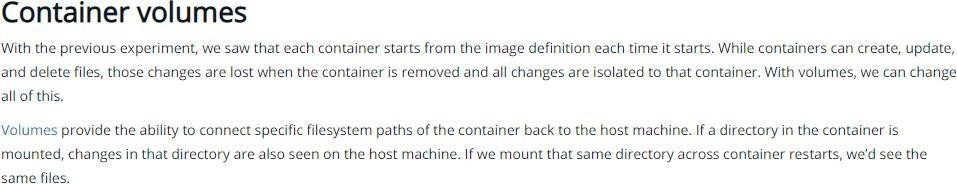 Container volumes
With the previous experiment, we saw that each container starts from the image definition each time it starts. While containers can create, update,
and delete files, those changes are lost when the container is removed and all changes are isolated to that container. With volumes, we can change
all of this.
Volumes provide the ability to connect specific filesystem paths of the container back to the host machine. If a directory in the container is
mounted, changes in that directory are also seen on the host machine. If we mount that same directory across container restarts, we’d see the
same files.